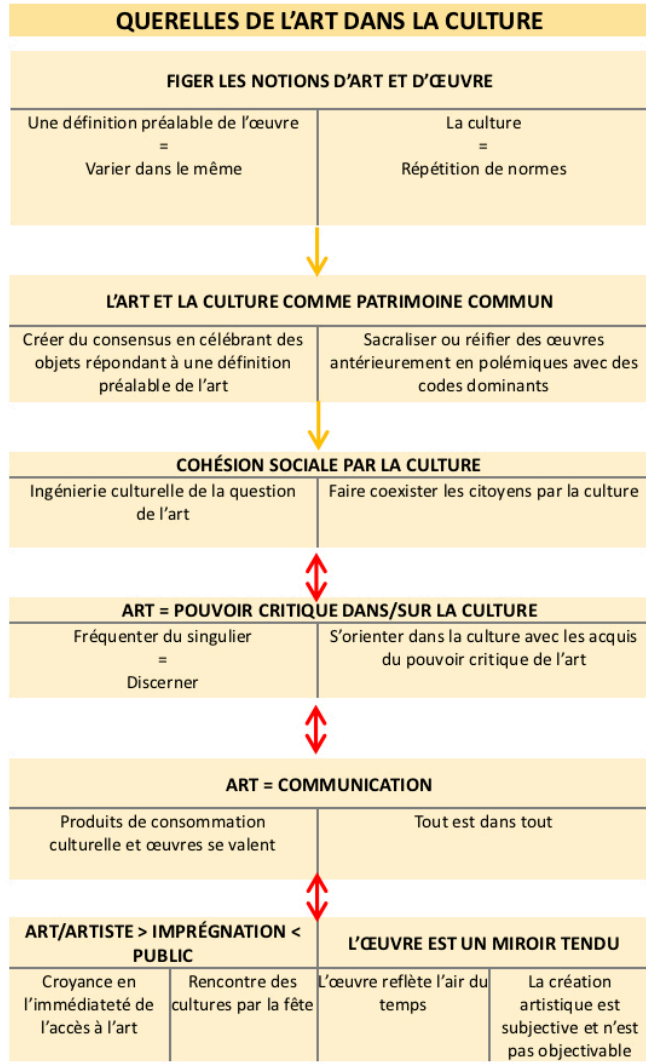 QUERELLES DE L'ART DANS LA CULTURE
FIGER LES NOTIONS D'ART ET D'ŒUVRE
Une définition préalable de l'œuvre
=
Varier dans le même
La culture
=
Répétition de normes
L'ART ET LA CULTURE COMME PATRIMOINE COMMUN
Créer du consensus en célébrant des
objets répondant à une définition
préalable de l'art
Sacraliser ou réifier des œuvres
antérieurement en polémiques avec des
codes dominants
COHÉSION SOCIALE PAR LA CULTURE
Ingénierie culturelle de la question
de l'art
Faire coexister les citoyens par la culture
ART = POUVOIR CRITIQUE DANS/SUR LA CULTURE
Fréquenter du singulier
=
Discerner
S'orienter dans la culture avec les acquis
du pouvoir critique de l'art
ART = COMMUNICATION
Produits de consommation
culturelle et œuvres se valent
Tout est dans tout
ART/ARTISTE > IMPRÉGNATION <
PUBLIC
L'ŒUVRE EST UN MIROIR TENDU
Croyance en
l'immédiateté de
l'accès à l'art
Rencontre des
cultures par la fête
L'œuvre reflète l'air du
temps
La création
artistique est
subjective et n'est
pas objectivable